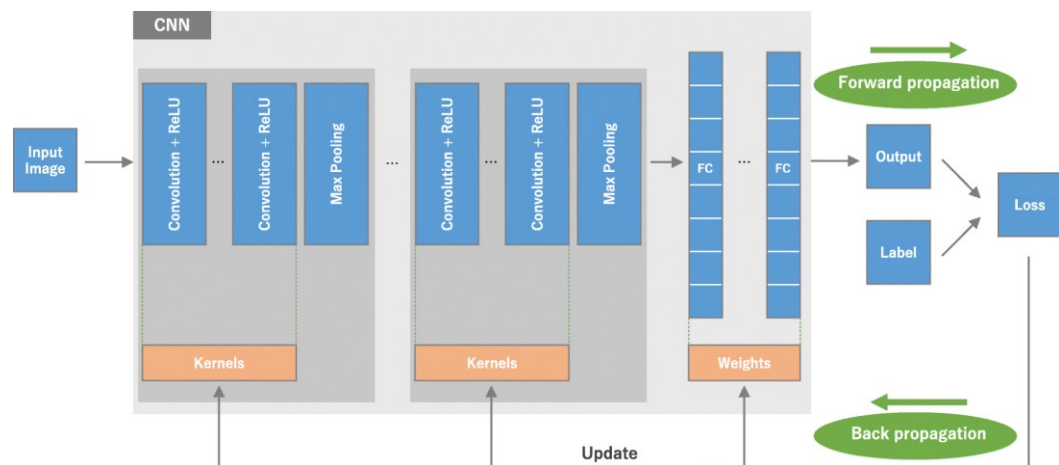 CNN
Forward propagation
Input
Image
Convolution + ReLU
...
Convolution + ReLU
Max Pooling
...
Convolution + ReLU
...
Convolution + ReLU
Max Pooling
FC
...
FC
Output
Label
Loss
Kernels
Kernels
Weights
Back propagation
Update